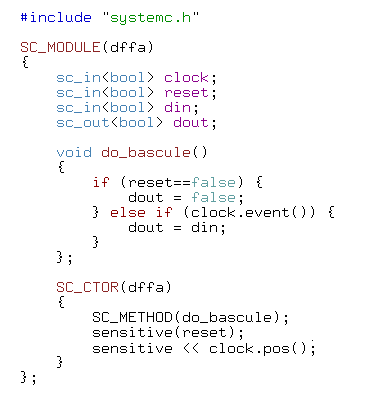 #include "systemc.h"
SC_MODULE(dffa)
{
sc_in<bool> clock;
sc_in<bool> reset;
sc_in<bool> din;
sc_out<bool> dout;
void do_bascule()
{
if (reset==false) {
dout = false;
} else if (clock.event()) {
dout = din;
}
};
SC_CTOR(dffa)
{
SC_METHOD(do_bascule);
sensitive(reset);
sensitive << clock.pos();
}
};